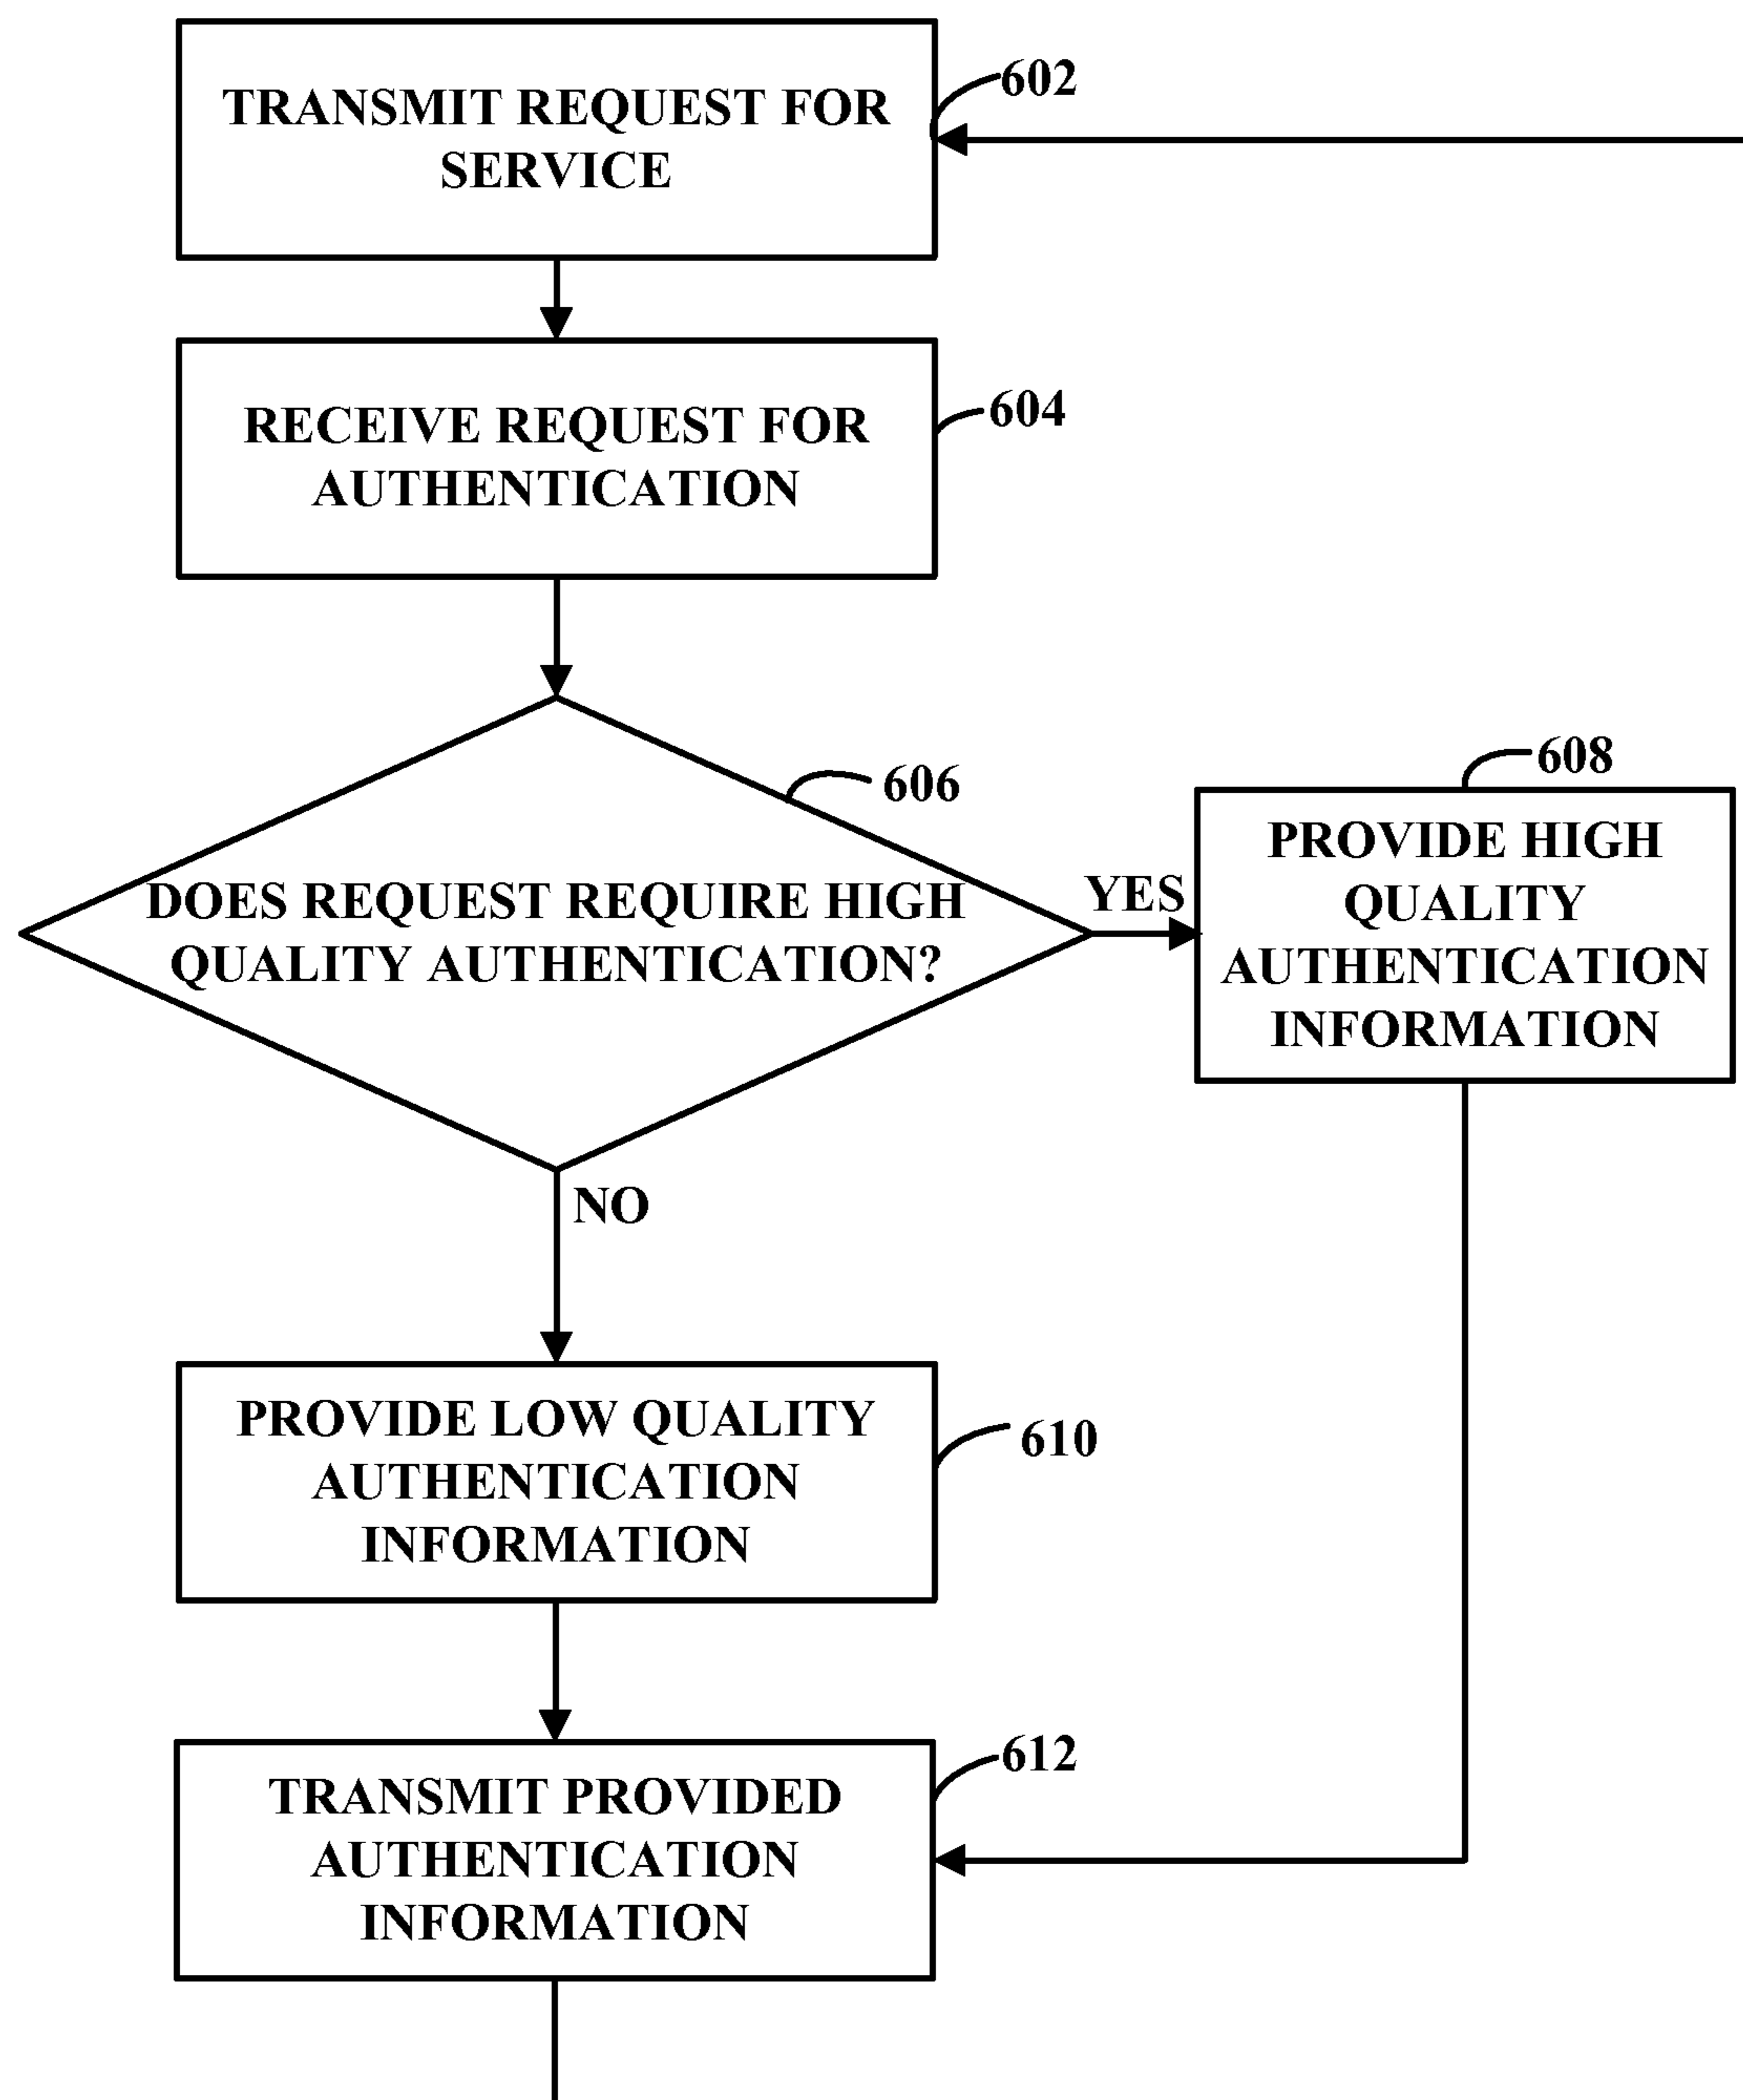 TRANSMIT REQUEST FOR
SERVICE
602
RECEIVE REQUEST FOR
AUTHENTICATION
604
606
DOES REQUEST REQUIRE HIGH
QUALITY AUTHENTICATION?
YES
608
PROVIDE HIGH
QUALITY
AUTHENTICATION
INFORMATION
NO
PROVIDE LOW QUALITY
AUTHENTICATION
INFORMATION
610
TRANSMIT PROVIDED
AUTHENTICATION
INFORMATION
612